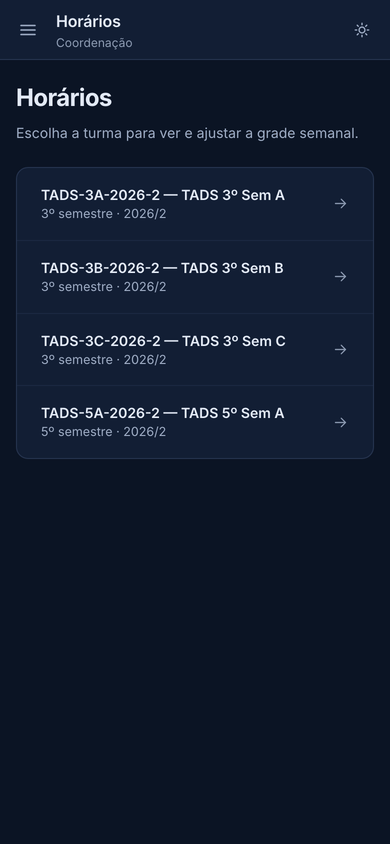 Horários
Coordenação
Horários
Escolha a turma para ver e ajustar a grade semanal.
TADS-3A-2026-2 — TADS 3º Sem A
3º semestre · 2026/2
TADS-3B-2026-2 — TADS 3º Sem B
3º semestre · 2026/2
TADS-3C-2026-2 — TADS 3º Sem C
3º semestre · 2026/2
TADS-5A-2026-2 — TADS 5º Sem A
5º semestre · 2026/2